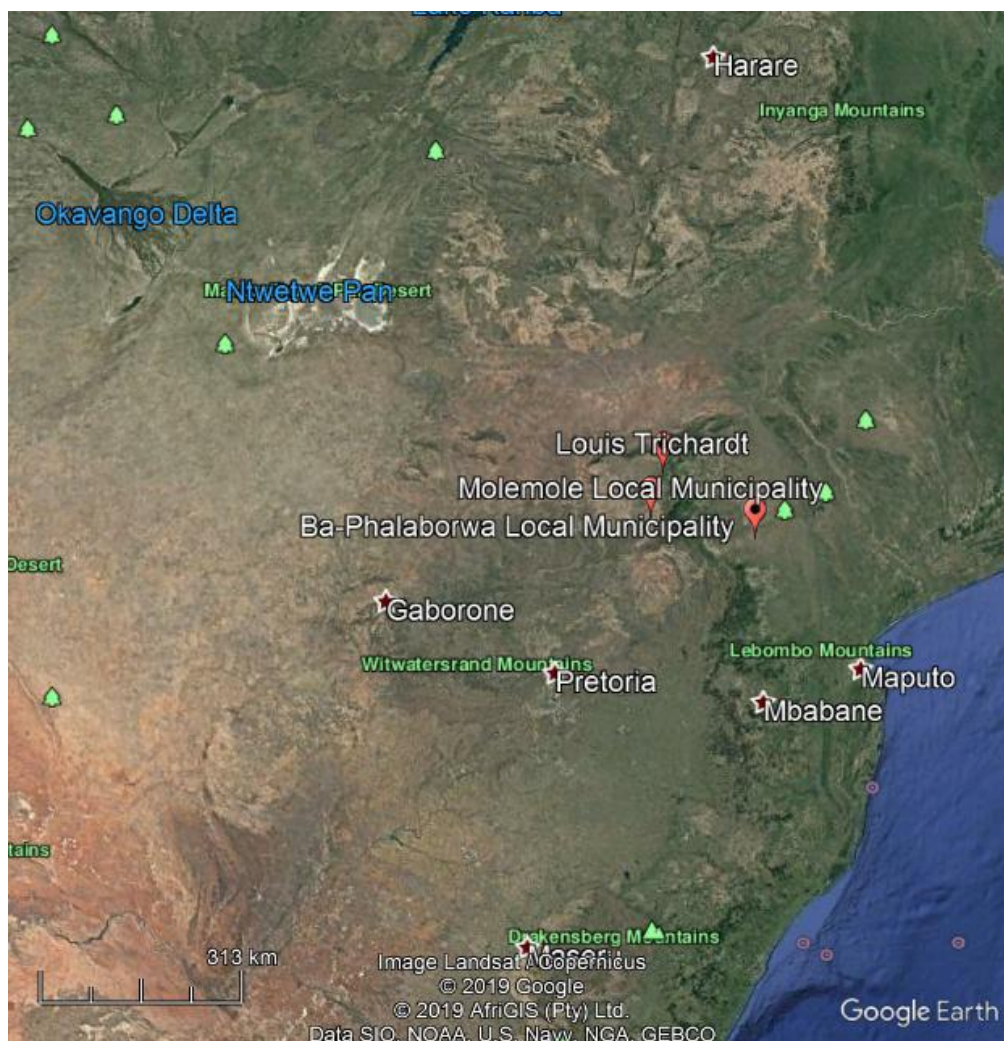 Harare
Inyanga Mountains
Okavango Delta
Ntwetwe Pan
Desert
Louis Trichardt
Molemole Local Municipality
Ba-Phalaborwa Local Municipality
Desert
Gaborone
Witwatersrand Mountains
Lebombo Mountains
Pretoria
Maputo
Mbabane
tains
Drakensberg Mountains
313 km
Image Landsat / Copernicus
© 2019 Google
© 2019 AfriGIS (Pty) Ltd.
Data SIO, NOAA, U.S. Navy, NGA, GEBCO
Google Earth